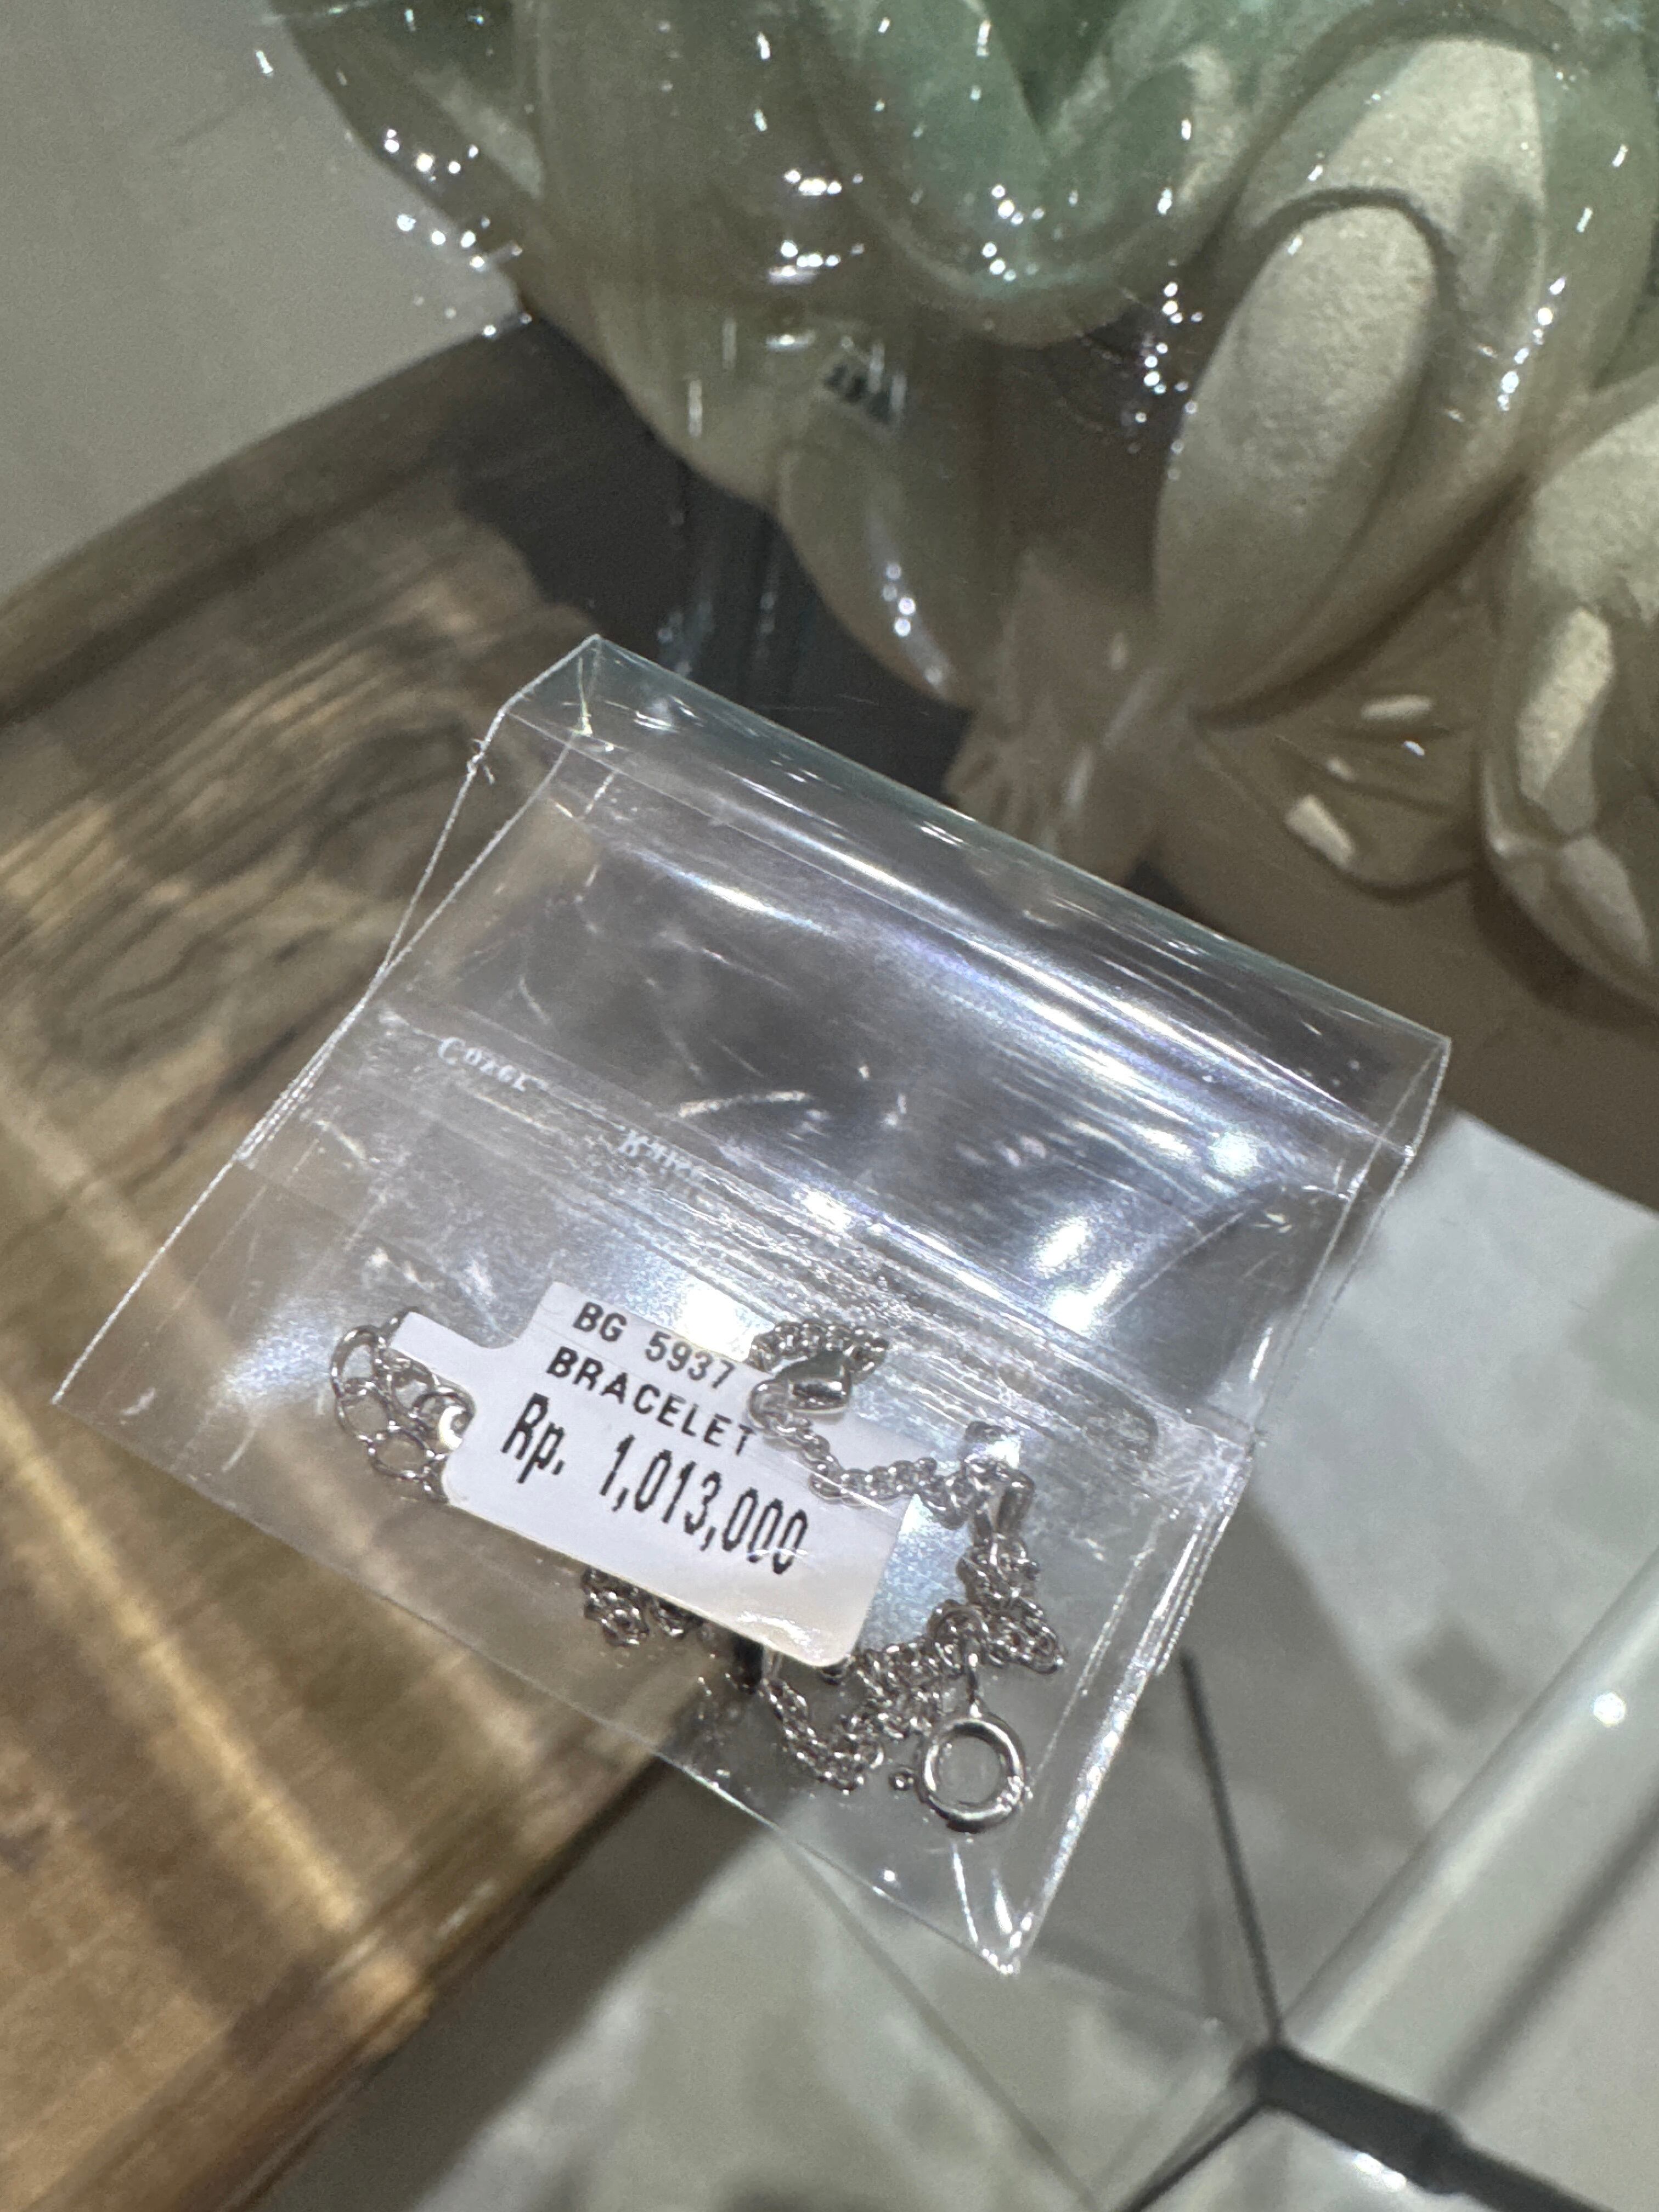 BG 5937
BRACELET
Rp. 1,013,000